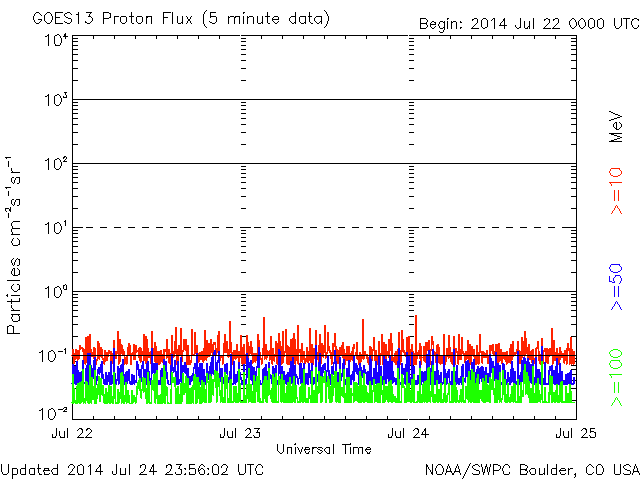 GOES13 Proton Flux (5 minute data)
Begin: 2014 Jul 22 0000 UTC
10⁴
10³
10²
10¹
10⁰
10⁻¹
10⁻²
Particles cm⁻²s⁻¹sr⁻¹
MeV
>=10
>=50
>=100
Jul 22
Jul 23
Jul 24
Jul 25
Universal Time
Updated 2014 Jul 24 23:56:02 UTC
NOAA/SWPC Boulder, CO USA